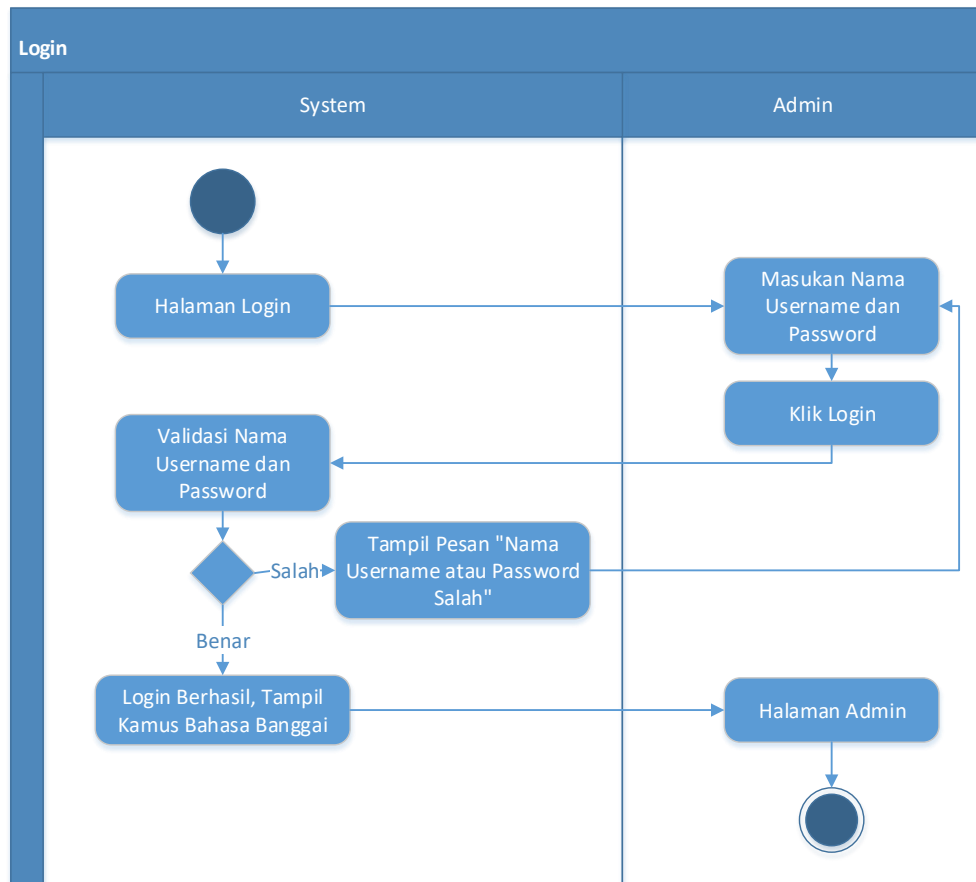 Login
System
Admin
Halaman Login
Masukan Nama
Username dan
Password
Klik Login
Validasi Nama
Username dan
Password
Salah
Tampil Pesan "Nama
Username atau Password
Salah"
Benar
Login Berhasil, Tampil
Kamus Bahasa Banggai
Halaman Admin